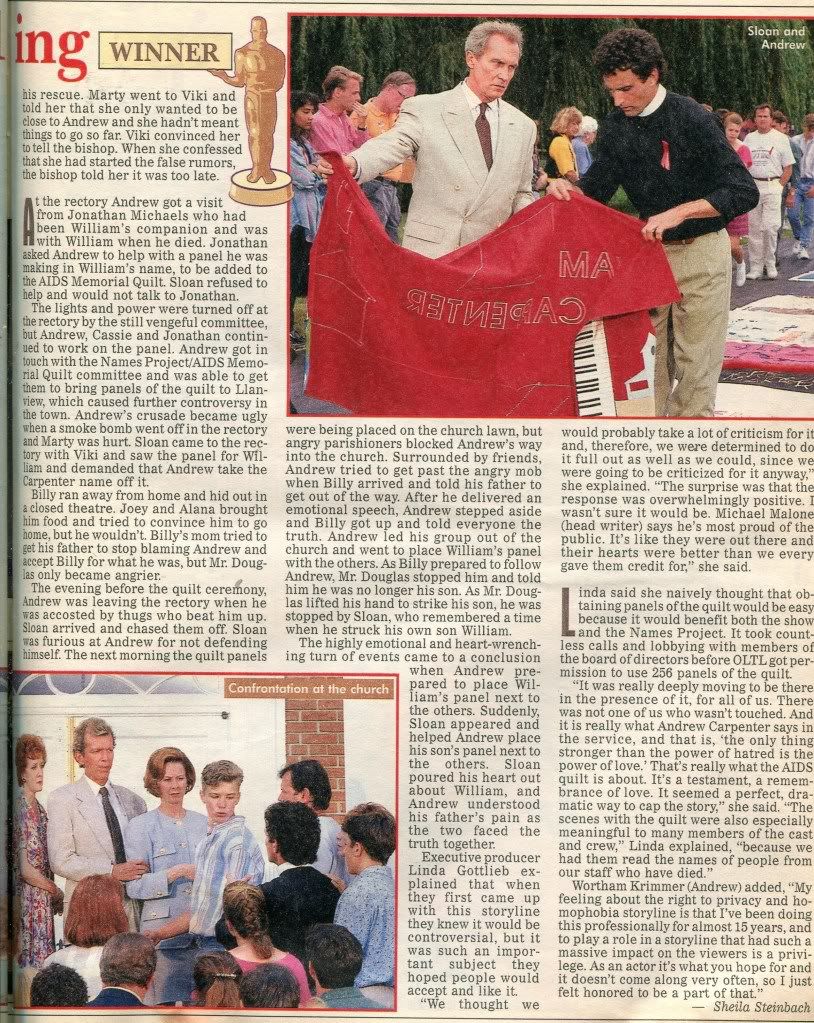 ing
WINNER
his rescue. Marty went to Viki and
told her that she only wanted to be
close to Andrew and she hadn't meant
things to go so far. Viki convinced her
to tell the bishop. When she confessed
that she had started the false rumors,
the bishop told her it was too late.
At the rectory Andrew got a visit
from Jonathan Michaels who had
been William's companion and was
with William when he died. Jonathan
asked Andrew to help with a panel he was
making in William's name, to be added to
the AIDS Memorial Quilt. Sloan refused to
help and would not talk to Jonathan.
The lights and power were turned off at
the rectory by the still vengeful committee,
but Andrew, Cassie and Jonathan contin-
ued to work on the panel. Andrew got in
touch with the Names Project/AIDS Memo-
rial Quilt committee and was able to get
them to bring panels of the quilt to Llan-
view, which caused further controversy in
the town. Andrew's crusade became ugly
when a smoke bomb went off in the rectory
and Marty was hurt. Sloan came to the rec-
tory with Viki and saw the panel for Wil-
liam and demanded that Andrew take the
Carpenter name off it.
Billy ran away from home and hid out in
a closed theatre. Joey and Alana brought
him food and tried to convince him to go
home, but he wouldn't. Billy's mom tried to
get his father to stop blaming Andrew and
accept Billy for what he was, but Mr. Doug-
las only became angrier.
The evening before the quilt ceremony,
Andrew was leaving the rectory when he
was accosted by thugs who beat him up.
Sloan arrived and chased them off. Sloan
was furious at Andrew for not defending
himself. The next morning the quilt panels
Sloan and
Andrew
MA
CARPENTER
were being placed on the church lawn, but
angry parishioners blocked Andrew's way
into the church. Surrounded by friends,
Andrew tried to get past the angry mob
when Billy arrived and told his father to
get out of the way. After he delivered an
emotional speech, Andrew stepped aside
and Billy got up and told everyone the
truth. Andrew led his group out of the
church and went to place William's panel
with the others. As Billy prepared to follow
Andrew, Mr. Douglas stopped him and told
him he was no longer his son. As Mr. Doug-
las lifted his hand to strike his son, he was
stopped by Sloan, who remembered a time
when he struck his own son William.
The highly emotional and heart-wrench-
ing turn of events came to a conclusion
when Andrew pre-
pared to place Wil-
liam's panel next to
the others. Suddenly,
Sloan appeared and
helped Andrew place
his son's panel next to
the others. Sloan
poured his heart out
about William, and
Andrew understood
his father's pain as
the two faced the
truth together.
Executive producer
Linda Gottlieb ex-
plained that when
they first came up
with this storyline
they knew it would be
controversial, but it
was such an impor-
tant subject they
hoped people would
accept and like it.
"We thought we
Confrontation at the church
would probably take a lot of criticism for it
and, therefore, we were determined to do
it full out as well as we could, since we
were going to be criticized for it anyway,"
she explained. "The surprise was that the
response was overwhelmingly positive. I
wasn't sure it would be. Michael Malone
(head writer) says he's most proud of the
public. It's like they were out there and
their hearts were better than we every
gave them credit for," she said.
Linda said she naively thought that ob-
taining panels of the quilt would be easy
because it would benefit both the show
and the Names Project. It took count-
less calls and lobbying with members of
the board of directors before OLTL got per-
mission to use 256 panels of the quilt.
"It was really deeply moving to be there
in the presence of it, for all of us. There
was not one of us who wasn't touched. And
it is really what Andrew Carpenter says in
the service, and that is, 'the only thing
stronger than the power of hatred is the
power of love.' That's really what the AIDS
quilt is about. It's a testament, a remem-
brance of love. It seemed a perfect, dra-
matic way to cap the story," she said. "The
scenes with the quilt were also especially
meaningful to many members of the cast
and crew," Linda explained, "because we
had them read the names of people from
our staff who have died."
Wortham Krimmer (Andrew) added, "My
feeling about the right to privacy and ho-
mophobia storyline is that I've been doing
this professionally for almost 15 years, and
to play a role in a storyline that had such a
massive impact on the viewers is a privi-
lege. As an actor it's what you hope for and
it doesn't come along very often, so I just
felt honored to be a part of that."
— Sheila Steinbach